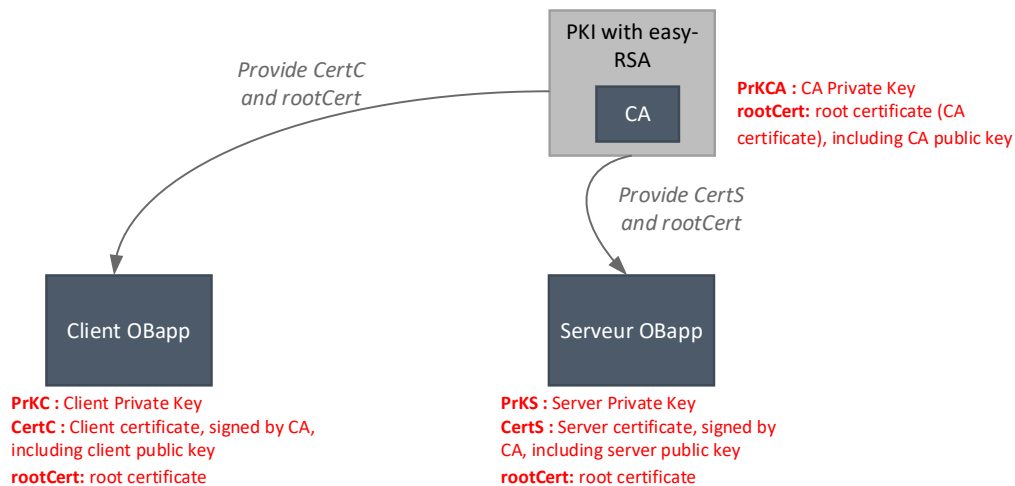 PKI with easy-
RSA
CA
Provide CertC
and rootCert
PrKCA : CA Private Key
rootCert: root certificate (CA
certificate), including CA public key
Provide CertS
and rootCert
Client OBapp
Serveur OBapp
PrKC : Client Private Key
CertC : Client certificate, signed by CA,
including client public key
rootCert: root certificate
PrKS : Server Private Key
CertS : Server certificate, signed by
CA, including server public key
rootCert: root certificate